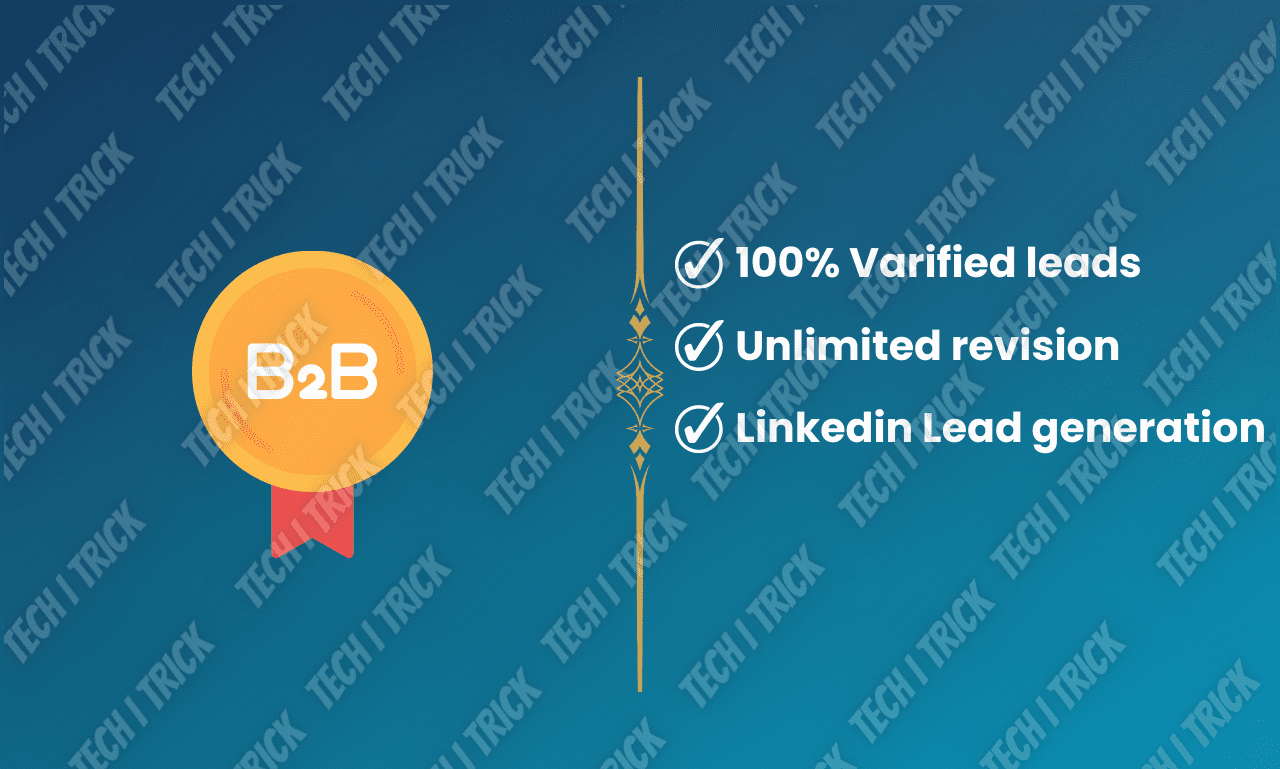 B2B
100% Varified leads
Unlimited revision
Linkedin Lead generation
TECH I TRICK